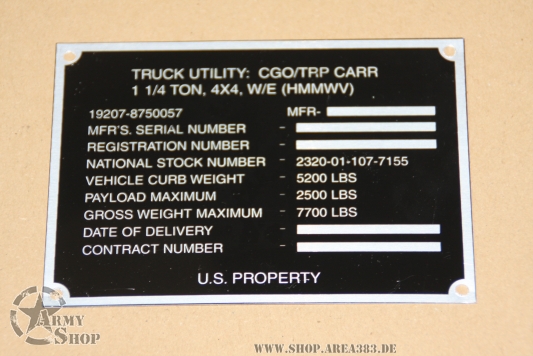 TRUCK UTILITY: CGO/TRP CARR
1 1/4 TON, 4X4, W/E (HMMWV)
19207-8750057 MFR-
MFR'S. SERIAL NUMBER -
REGISTRATION NUMBER -
NATIONAL STOCK NUMBER - 2320-01-107-7155
VEHICLE CURB WEIGHT - 5200 LBS
PAYLOAD MAXIMUM - 2500 LBS
GROSS WEIGHT MAXIMUM - 7700 LBS
DATE OF DELIVERY -
CONTRACT NUMBER -
U.S. PROPERTY
ARMY
SHOP
WWW.SHOP.AREA383.DE